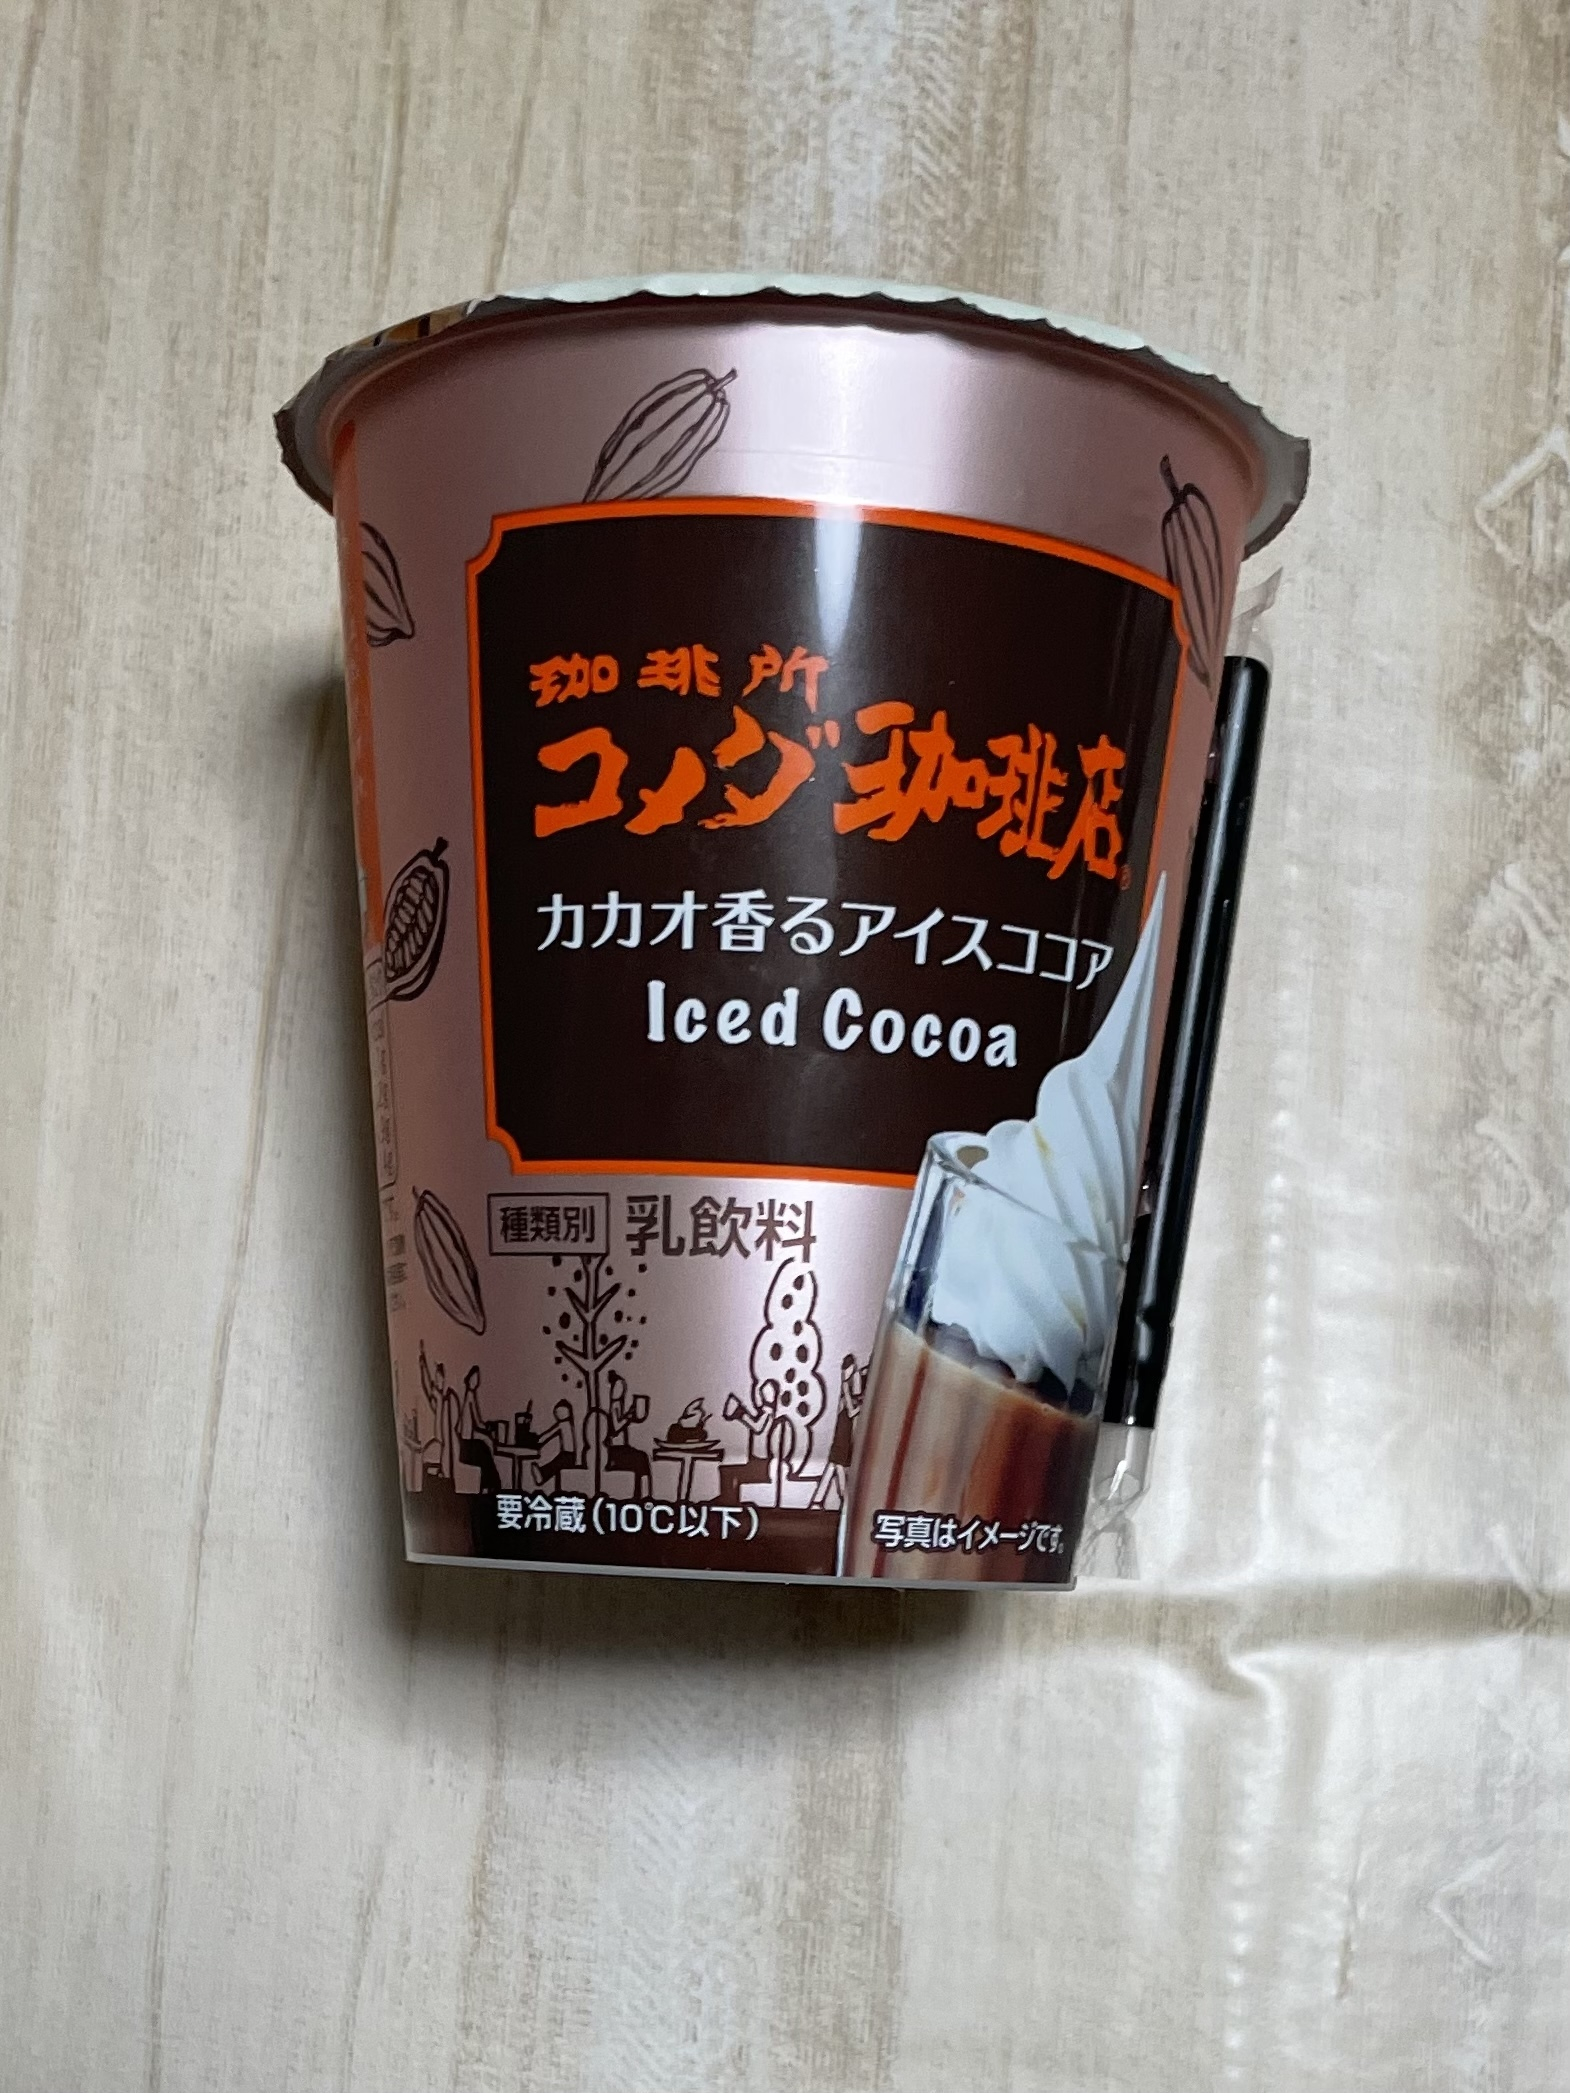 珈琲所
コメダ珈琲店®
カカオ香るアイスココア
Iced Cocoa
種類別 乳飲料
要冷蔵(10℃以下)
写真はイメージです。